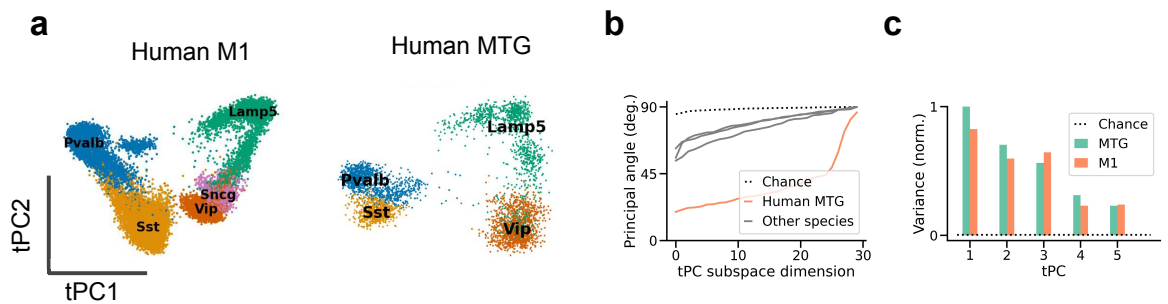 a
Human M1
Human MTG
Pvalb
Lamp5
Sncg
Vip
Sst
Pvalb
Sst
Lamp5
Vip
tPC2
tPC1
b
Principal angle (deg.)
90
45
0
Chance
Human MTG
Other species
0 10 20 30
tPC subspace dimension
c
Variance (norm.)
1
0
Chance
MTG
M1
1 2 3 4 5
tPC